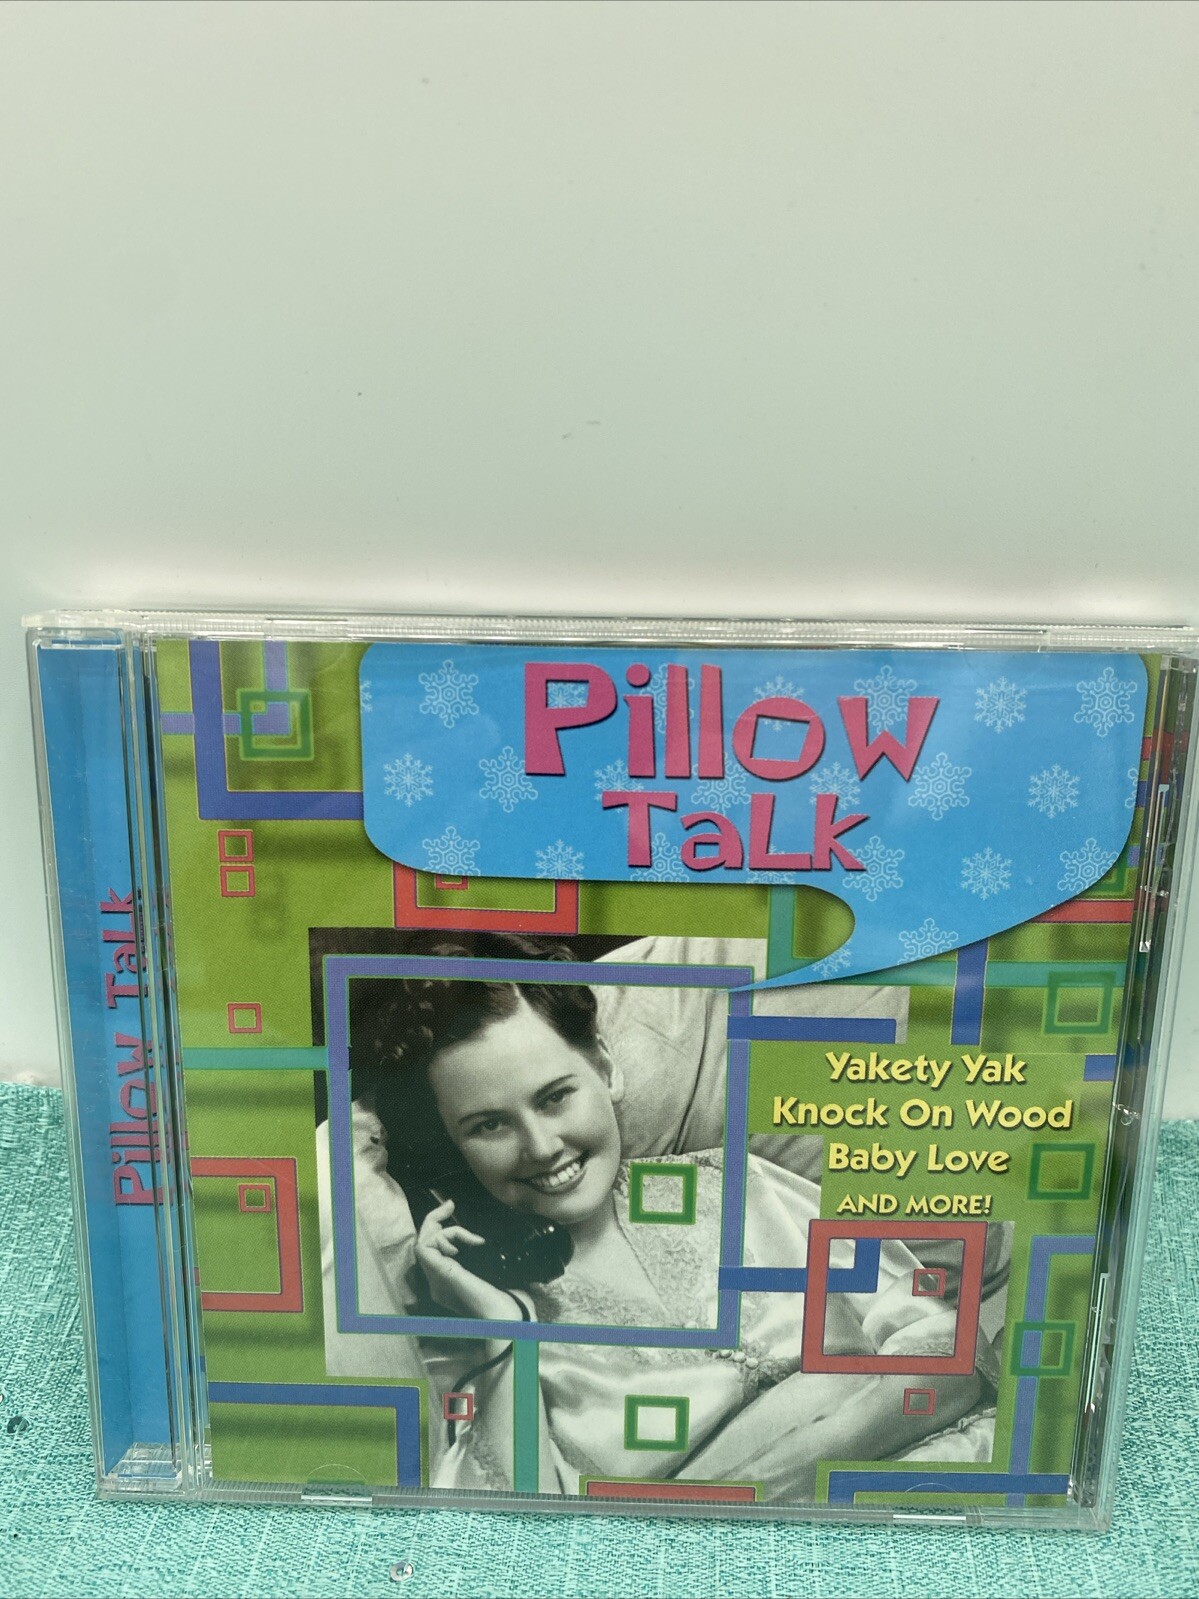 Pillow
Talk
Pillow Talk
Yakety Yak
Knock On Wood
Baby Love
AND MORE!